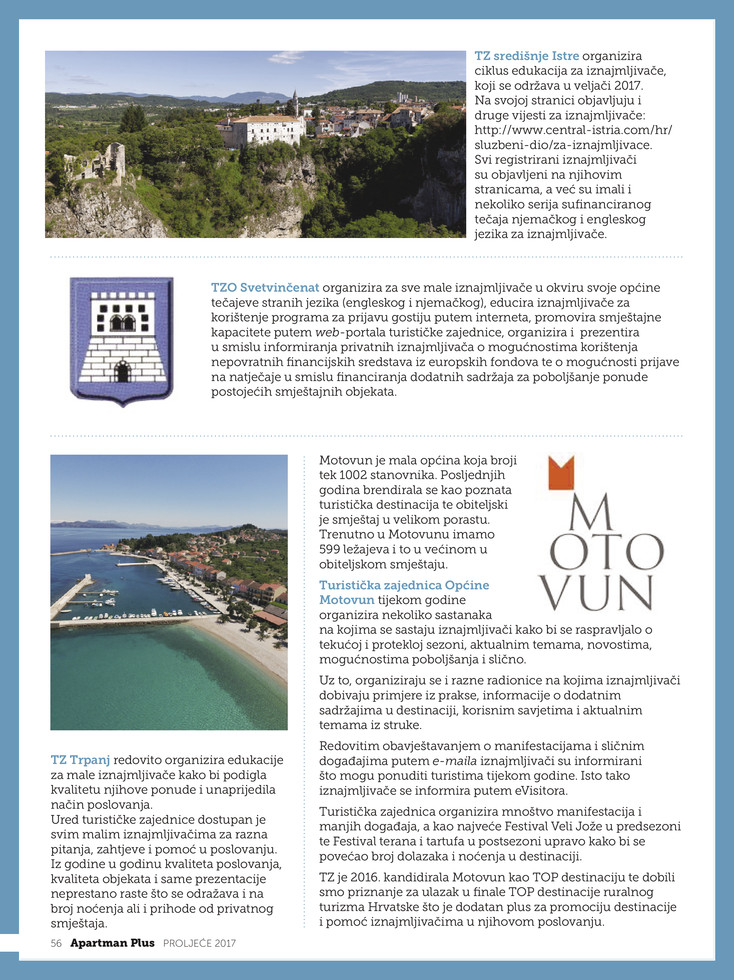 TZ središnje Istre organizira
ciklus edukacija za iznajmljivače,
koji se održava u veljači 2017.
Na svojoj stranici objavljuju i
druge vijesti za iznajmljivače:
http://www.central-istria.com/hr/
sluzbeni-dio/za-iznajmljivace.
Svi registrirani iznajmljivači
su objavljeni na njihovim
stranicama, a već su imali i
nekoliko serija sufinanciranog
tečaja njemačkog i engleskog
jezika za iznajmljivače.
TZO Svetvinčenat organizira za sve male iznajmljivače u okviru svoje općine
tečajeve stranih jezika (engleskog i njemačkog), educira iznajmljivače za
korištenje programa za prijavu gostiju putem interneta, promovira smještajne
kapacitete putem web-portala turističke zajednice, organizira i prezentira
u smislu informiranja privatnih iznajmljivača o mogućnostima korištenja
nepovratnih financijskih sredstava iz europskih fondova te o mogućnosti prijave
na natječaje u smislu financiranja dodatnih sadržaja za poboljšanje ponude
postojećih smještajnih objekata.
TZ Trpanj redovito organizira edukacije
za male iznajmljivače kako bi podigla
kvalitetu njihove ponude i unaprijedila
način poslovanja.
Ured turističke zajednice dostupan je
svim malim iznajmljivačima za razna
pitanja, zahtjeve i pomoć u poslovanju.
Iz godine u godinu kvaliteta poslovanja,
kvaliteta objekata i same prezentacije
neprestano raste što se odražava i na
broj noćenja ali i prihode od privatnog
smještaja.
Motovun je mala općina koja broji
tek 1002 stanovnika. Posljednjih
godina brendirala se kao poznata
turistička destinacija te obiteljski
je smještaj u velikom porastu.
Trenutno u Motovunu imamo
599 ležajeva i to u većinom u
obiteljskom smještaju.
MOTOVUN
Turistička zajednica Općine
Motovun tijekom godine
organizira nekoliko sastanaka
na kojima se sastaju iznajmljivači kako bi se raspravljalo o
tekućoj i protekloj sezoni, aktualnim temama, novostima,
mogućnostima poboljšanja i slično.
Uz to, organiziraju se i razne radionice na kojima iznajmljivači
dobivaju primjere iz prakse, informacije o dodatnim
sadržajima u destinaciji, korisnim savjetima i aktualnim
temama iz struke.
Redovitim obavještavanjem o manifestacijama i sličnim
događajima putem e-maila iznajmljivači su informirani
što mogu ponuditi turistima tijekom godine. Isto tako
iznajmljivače se informira putem eVisitora.
Turistička zajednica organizira mnoštvo manifestacija i
manjih događaja, a kao najveće Festival Veli Jože u predsezoni
te Festival terana i tartufa u postsezoni upravo kako bi se
povećao broj dolazaka i noćenja u destinaciji.
TZ je 2016. kandidirala Motovun kao TOP destinaciju te dobili
smo priznanje za ulazak u finale TOP destinacije ruralnog
turizma Hrvatske što je dodatan plus za promociju destinacije
i pomoć iznajmljivačima u njihovom poslovanju.
56 Apartman Plus PROLJEĆE 2017